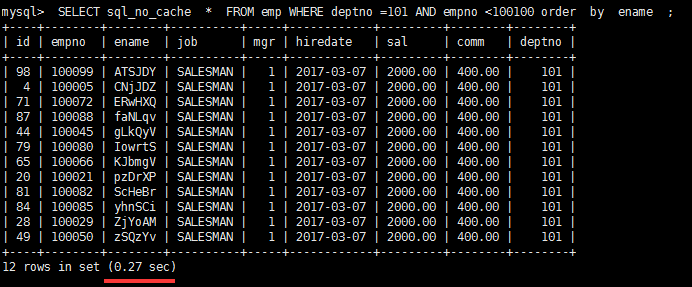 mysql>  SELECT sql_no_cache  *  FROM emp WHERE deptno =101 AND empno <100100 order  by  ename  ;
+----+--------+--------+----------+-----+------------+---------+--------+--------+
| id | empno  | ename  | job      | mgr | hiredate   | sal     | comm   | deptno |
+----+--------+--------+----------+-----+------------+---------+--------+--------+
| 98 | 100099 | ATSJDY | SALESMAN |   1 | 2017-03-07 | 2000.00 | 400.00 |    101 |
|  4 | 100005 | CNjJDZ | SALESMAN |   1 | 2017-03-07 | 2000.00 | 400.00 |    101 |
| 71 | 100072 | ERwHXQ | SALESMAN |   1 | 2017-03-07 | 2000.00 | 400.00 |    101 |
| 87 | 100088 | faNLqv | SALESMAN |   1 | 2017-03-07 | 2000.00 | 400.00 |    101 |
| 44 | 100045 | gLkQyV | SALESMAN |   1 | 2017-03-07 | 2000.00 | 400.00 |    101 |
| 79 | 100080 | IowrtS | SALESMAN |   1 | 2017-03-07 | 2000.00 | 400.00 |    101 |
| 65 | 100066 | KJbmgV | SALESMAN |   1 | 2017-03-07 | 2000.00 | 400.00 |    101 |
| 20 | 100021 | pzDrXP | SALESMAN |   1 | 2017-03-07 | 2000.00 | 400.00 |    101 |
| 81 | 100082 | ScHeBr | SALESMAN |   1 | 2017-03-07 | 2000.00 | 400.00 |    101 |
| 84 | 100085 | yhnSCi | SALESMAN |   1 | 2017-03-07 | 2000.00 | 400.00 |    101 |
| 28 | 100029 | ZjYoAM | SALESMAN |   1 | 2017-03-07 | 2000.00 | 400.00 |    101 |
| 49 | 100050 | zSQzYv | SALESMAN |   1 | 2017-03-07 | 2000.00 | 400.00 |    101 |
+----+--------+--------+----------+-----+------------+---------+--------+--------+
12 rows in set (0.27 sec)